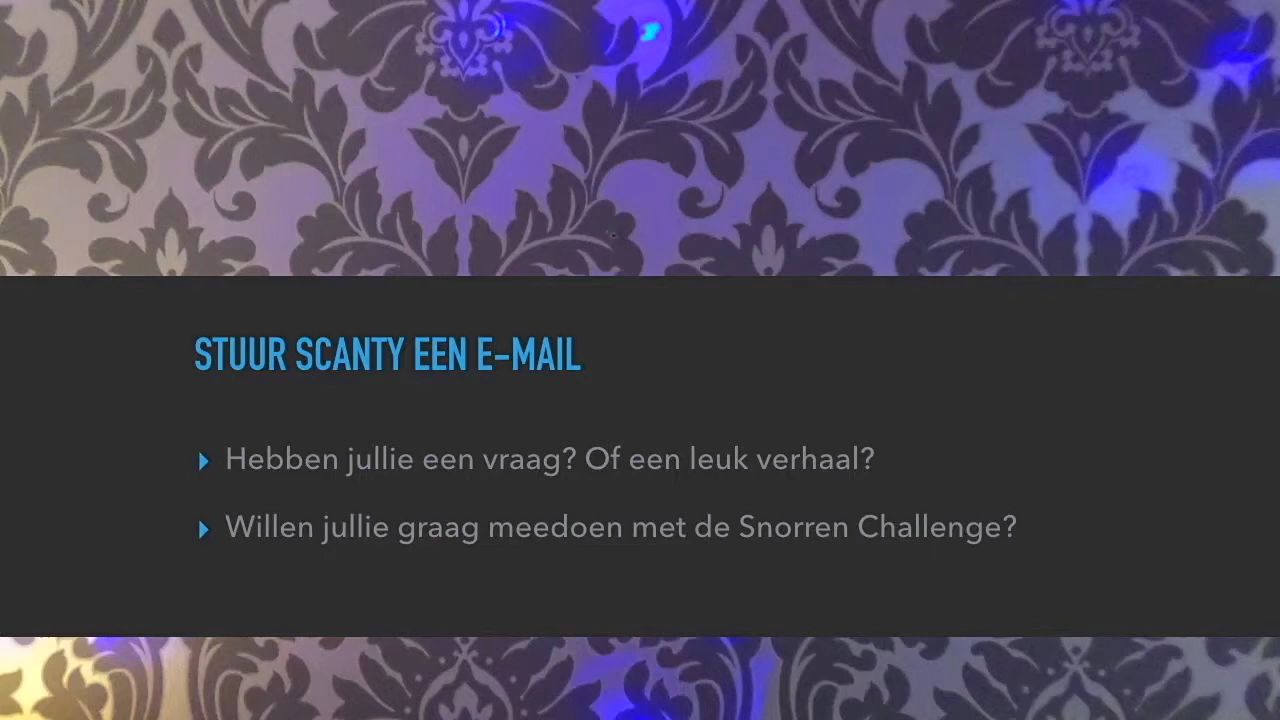 STUUR SCANTY EEN E-MAIL
Hebben jullie een vraag? Of een leuk verhaal?
Willen jullie graag meedoen met de Snorren Challenge?